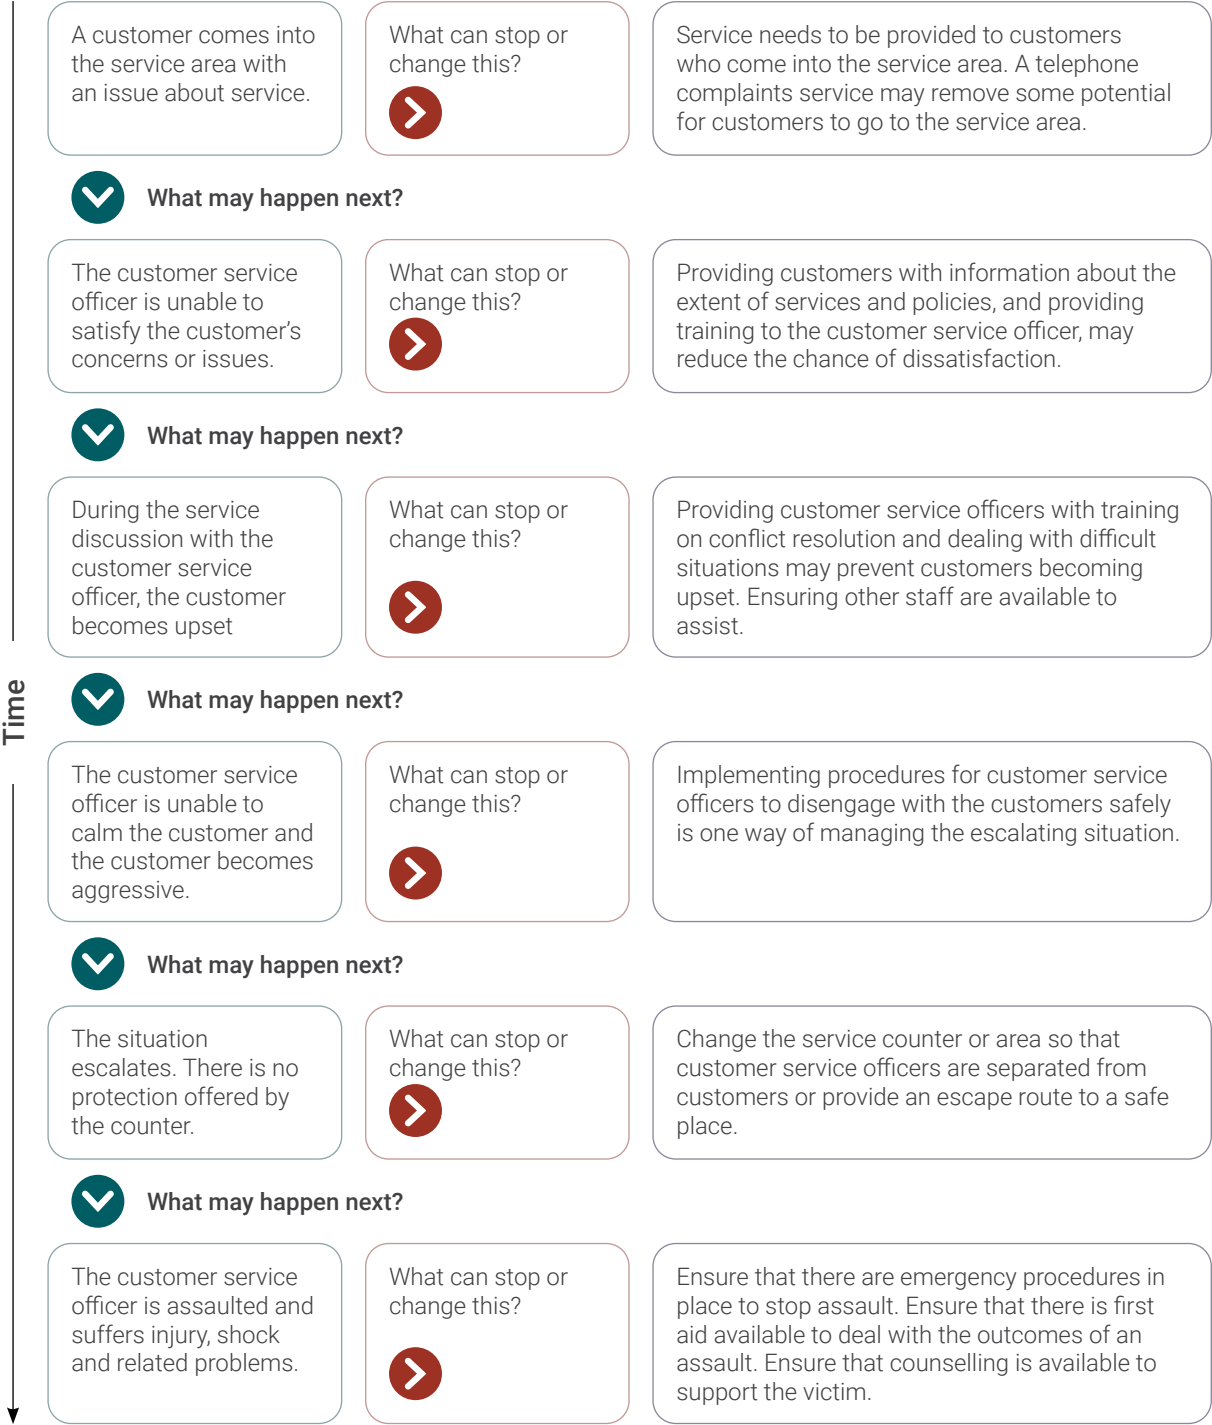 A customer comes into
the service area with
an issue about service.
What can stop or
change this?
Service needs to be provided to customers
who come into the service area. A telephone
complaints service may remove some potential
for customers to go to the service area.
What may happen next?
The customer service
officer is unable to
satisfy the customer's
concerns or issues.
What can stop or
change this?
Providing customers with information about the
extent of services and policies, and providing
training to the customer service officer, may
reduce the chance of dissatisfaction.
What may happen next?
During the service
discussion with the
customer service
officer, the customer
becomes upset
What can stop or
change this?
Providing customer service officers with training
on conflict resolution and dealing with difficult
situations may prevent customers becoming
upset. Ensuring other staff are available to
assist.
Time
What may happen next?
The customer service
officer is unable to
calm the customer and
the customer becomes
aggressive.
What can stop or
change this?
Implementing procedures for customer service
officers to disengage with the customers safely
is one way of managing the escalating situation.
What may happen next?
The situation
escalates. There is no
protection offered by
the counter.
What can stop or
change this?
Change the service counter or area so that
customer service officers are separated from
customers or provide an escape route to a safe
place.
What may happen next?
The customer service
officer is assaulted and
suffers injury, shock
and related problems.
What can stop or
change this?
Ensure that there are emergency procedures in
place to stop assault. Ensure that there is first
aid available to deal with the outcomes of an
assault. Ensure that counselling is available to
support the victim.